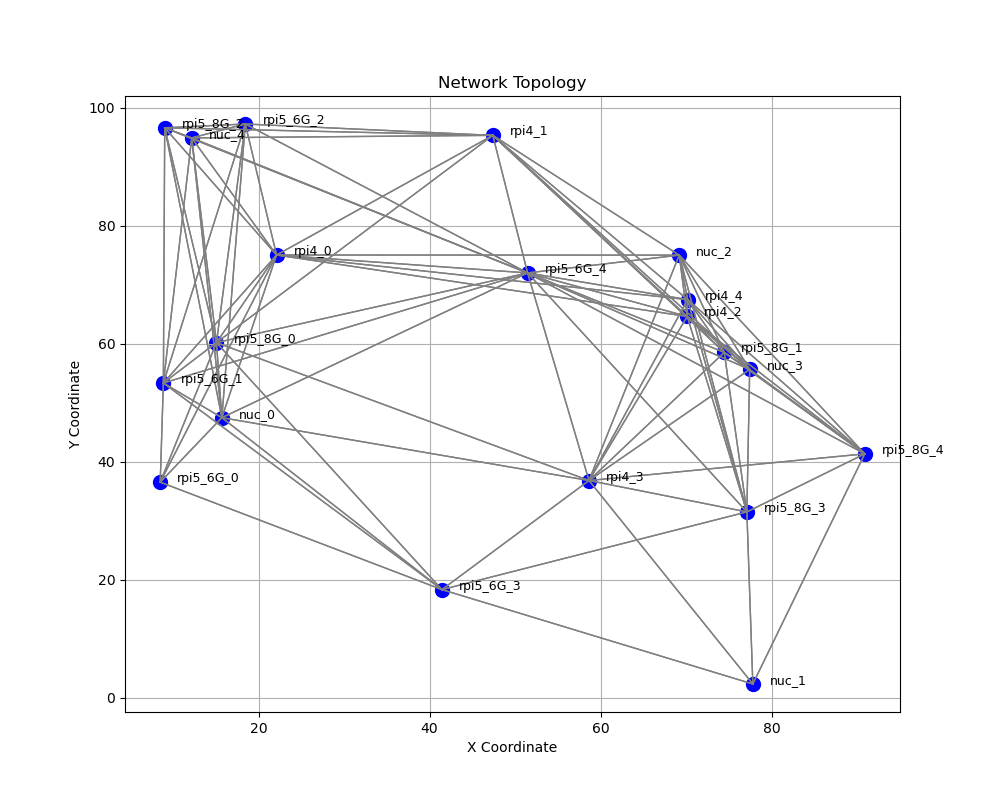 Network Topology
100
80
60
40
20
0
Y Coordinate
20
40
60
80
X Coordinate
rpi5_6G_2
nuc_4
rpi4_1
rpi4_0
nuc_2
rpi5_6G_4
rpi4_4
rpi4_2
rpi5_8G_0
rpi5_8G_1
nuc_3
rpi5_6G_1
nuc_0
rpi5_8G_4
rpi4_3
rpi5_6G_0
rpi5_8G_3
rpi5_6G_3
nuc_1